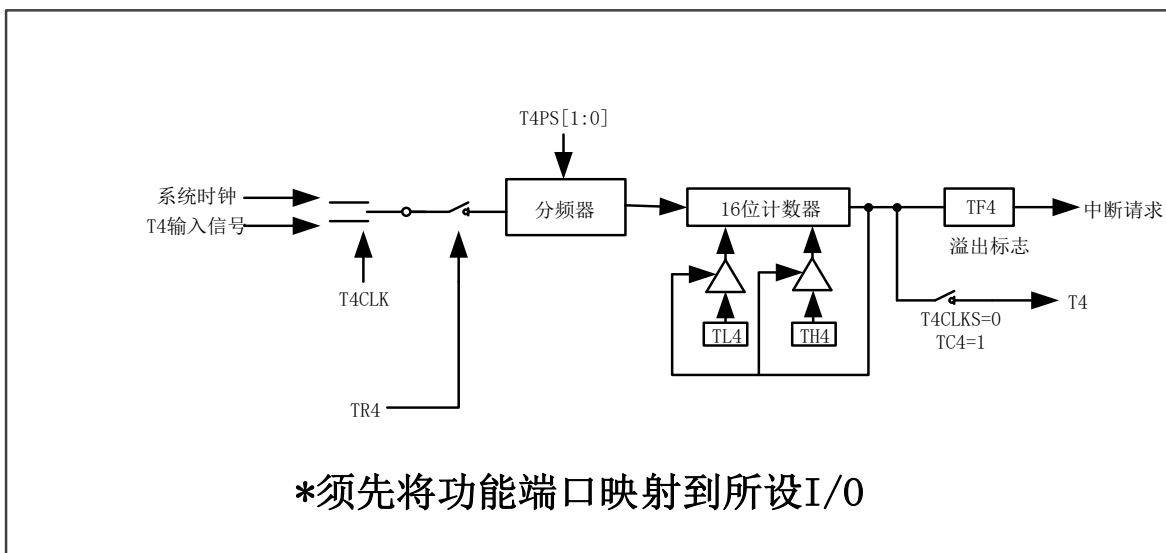 T4PS[1:0]
系统时钟
T4输入信号
分频器
16位计数器
TF4
中断请求
溢出标志
T4CLK
TL4
TH4
T4
T4CLKS=0
TC4=1
TR4
*须先将功能端口映射到所设I/O